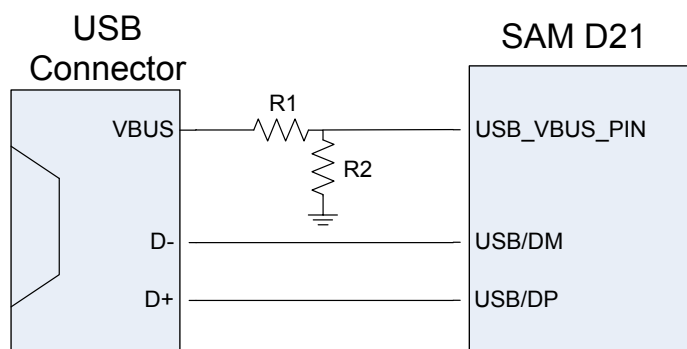 USB
Connector
SAM D21
R1
VBUS
USB_VBUS_PIN
R2
D-
USB/DM
D+
USB/DP